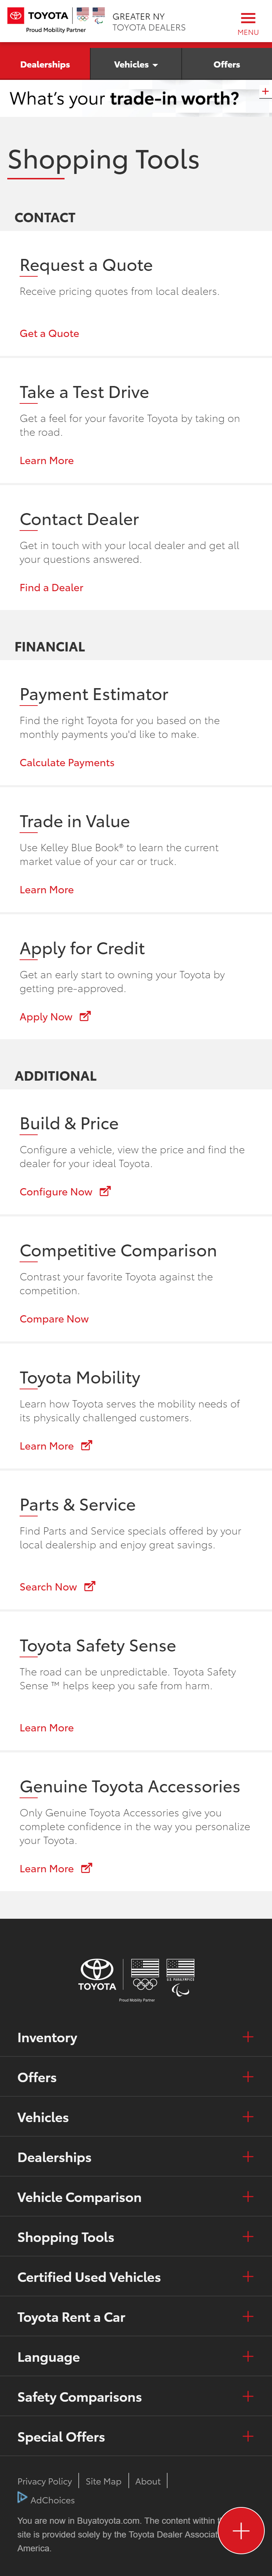 TOYOTA
Proud Mobility Partner
GREATER NY
TOYOTA DEALERS
MENU
Dealerships
Vehicles
Offers
What's your trade-in worth?
Shopping Tools
CONTACT
Request a Quote
Receive pricing quotes from local dealers.
Get a Quote
Take a Test Drive
Get a feel for your favorite Toyota by taking on
the road.
Learn More
Contact Dealer
Get in touch with your local dealer and get all
your questions answered.
Find a Dealer
FINANCIAL
Payment Estimator
Find the right Toyota for you based on the
monthly payments you'd like to make.
Calculate Payments
Trade in Value
Use Kelley Blue Book® to learn the current
market value of your car or truck.
Learn More
Apply for Credit
Get an early start to owning your Toyota by
getting pre-approved.
Apply Now
ADDITIONAL
Build & Price
Configure a vehicle, view the price and find the
dealer for your ideal Toyota.
Configure Now
Competitive Comparison
Contrast your favorite Toyota against the
competition.
Compare Now
Toyota Mobility
Learn how Toyota serves the mobility needs of
its physically challenged customers.
Learn More
Parts & Service
Find Parts and Service specials offered by your
local dealership and enjoy great savings.
Search Now
Toyota Safety Sense
The road can be unpredictable. Toyota Safety
Sense ™ helps keep you safe from harm.
Learn More
Genuine Toyota Accessories
Only Genuine Toyota Accessories give you
complete confidence in the way you personalize
your Toyota.
Learn More
TOYOTA
U.S. PARALYMPICS
Proud Mobility Partner
Inventory
Offers
Vehicles
Dealerships
Vehicle Comparison
Shopping Tools
Certified Used Vehicles
Toyota Rent a Car
Language
Safety Comparisons
Special Offers
Privacy Policy
Site Map
About
AdChoices
You are now in Buyatoyota.com. The content within
site is provided solely by the Toyota Dealer
America.